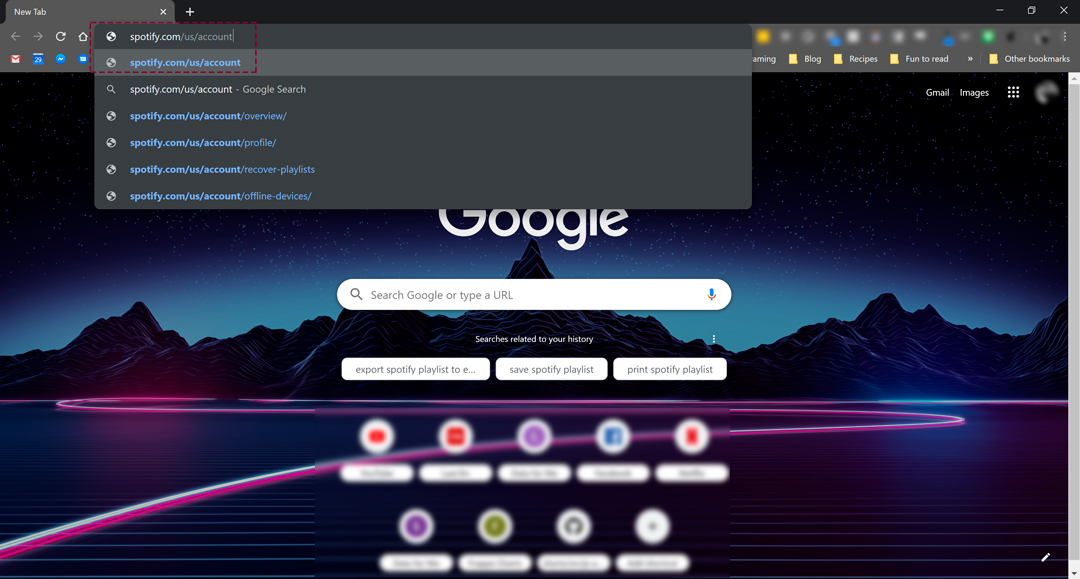 New Tab
spotify.com/us/account
29
spotify.com/us/account
aming
Blog
Recipes
Fun to read
»
Other bookmarks
spotify.com/us/account - Google Search
Gmail
Images
spotify.com/us/account/overview/
spotify.com/us/account/profile/
spotify.com/us/account/recover-playlists
spotify.com/us/account/offline-devices/
Google
Search Google or type a URL
Searches related to your history
export spotify playlist to e...
save spotify playlist
print spotify playlist